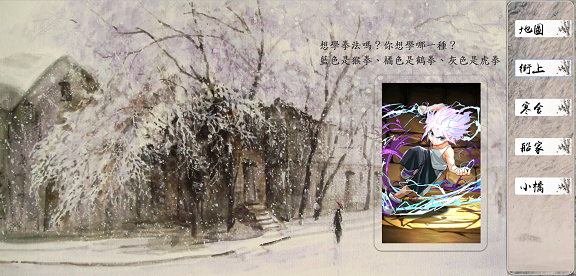 想學拳法嗎？你想學哪一種？
藍色是猴拳、橘色是鶴拳、灰色是虎拳
地圖
街上
寒舍
船家
小橋